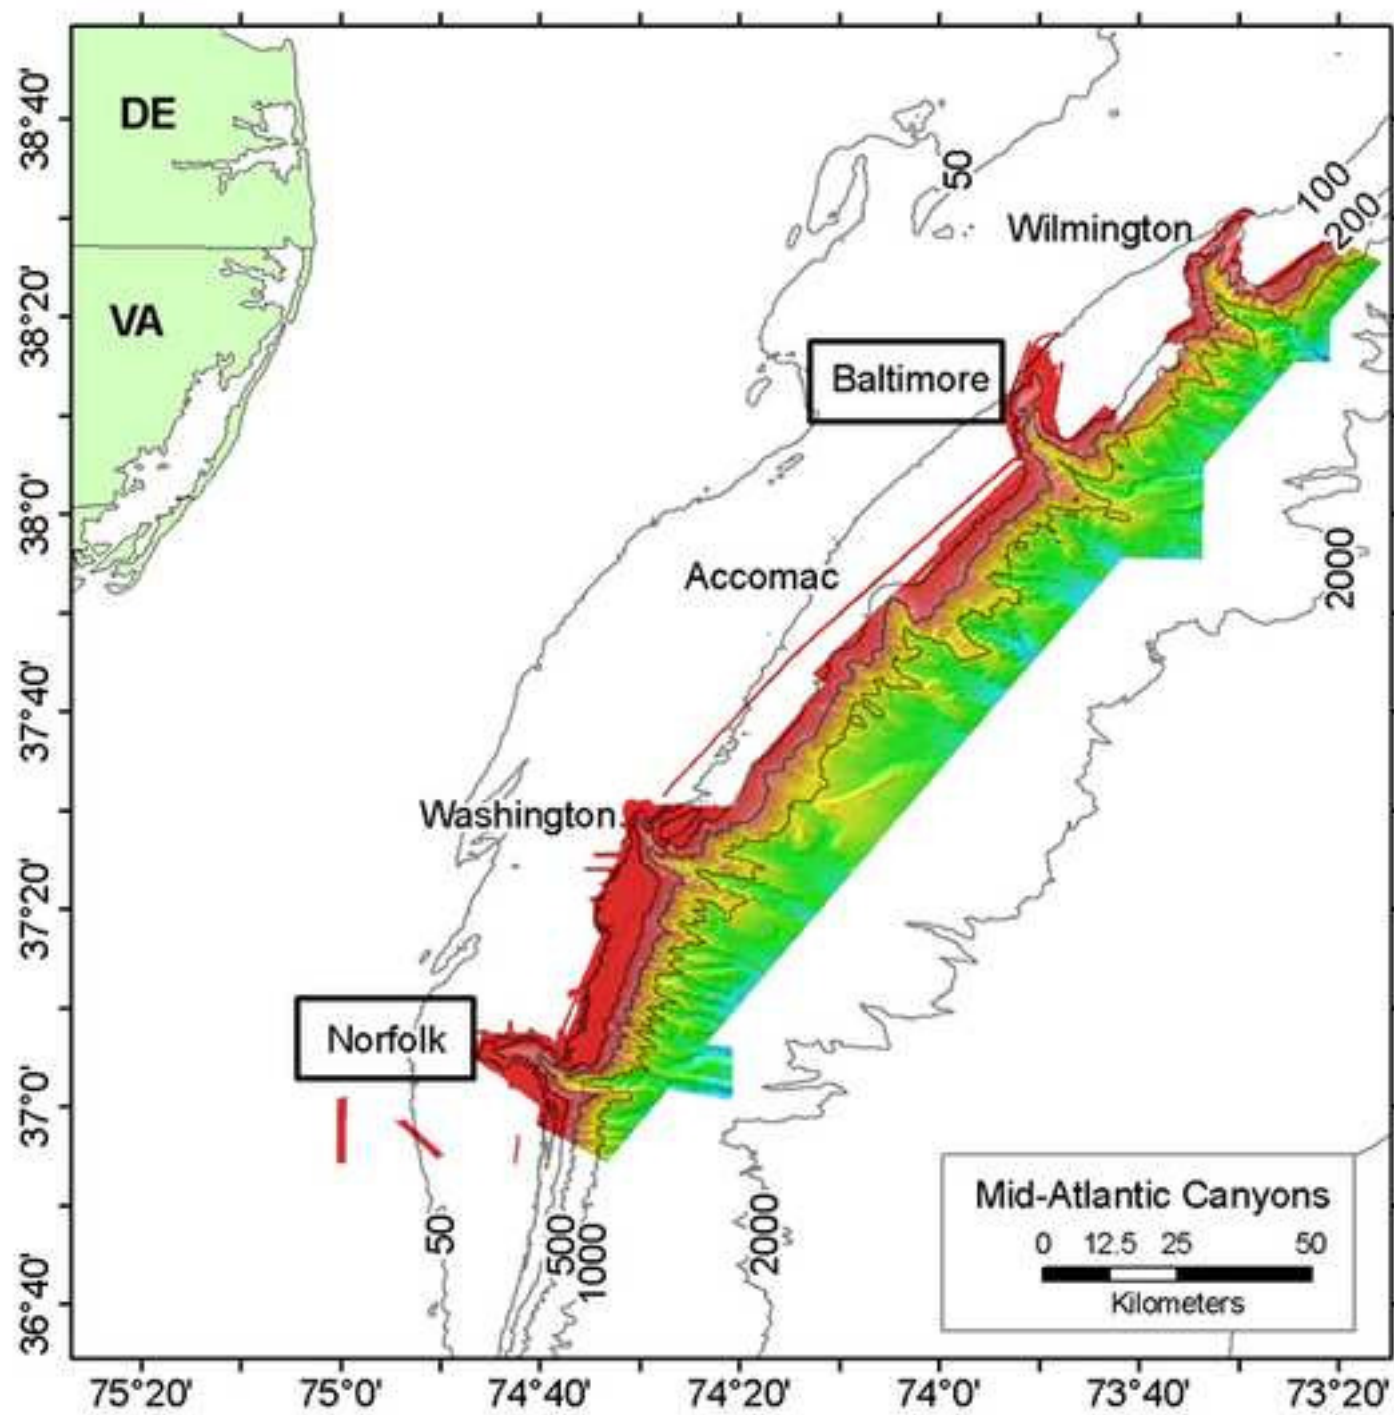 38°40'
38°20'
38°0'
37°40'
37°20'
37°0'
36°40'
DE
VA
50
100
200
Wilmington
Baltimore
Accomac
2000
Washington
Norfolk
50
500
1000
2000
Mid-Atlantic Canyons
0 12.5 25 50
Kilometers
75°20' 75°0' 74°40' 74°20' 74°0' 73°40' 73°20'